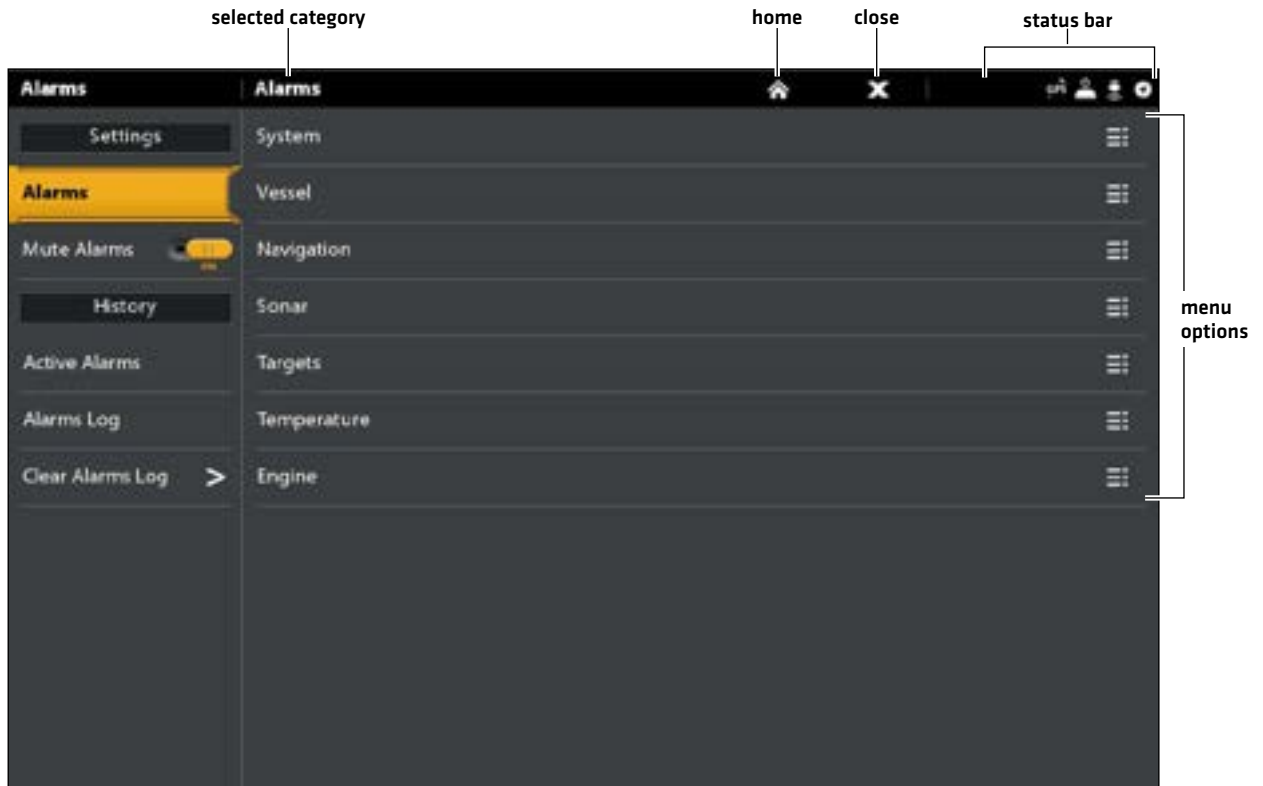 selected category home close status bar
Alarms Alarms
Settings System
Alarms Vessel
Mute Alarms Navigation
History Sonar
menu
options
Active Alarms Targets
Alarms Log Temperature
Clear Alarms Log > Engine